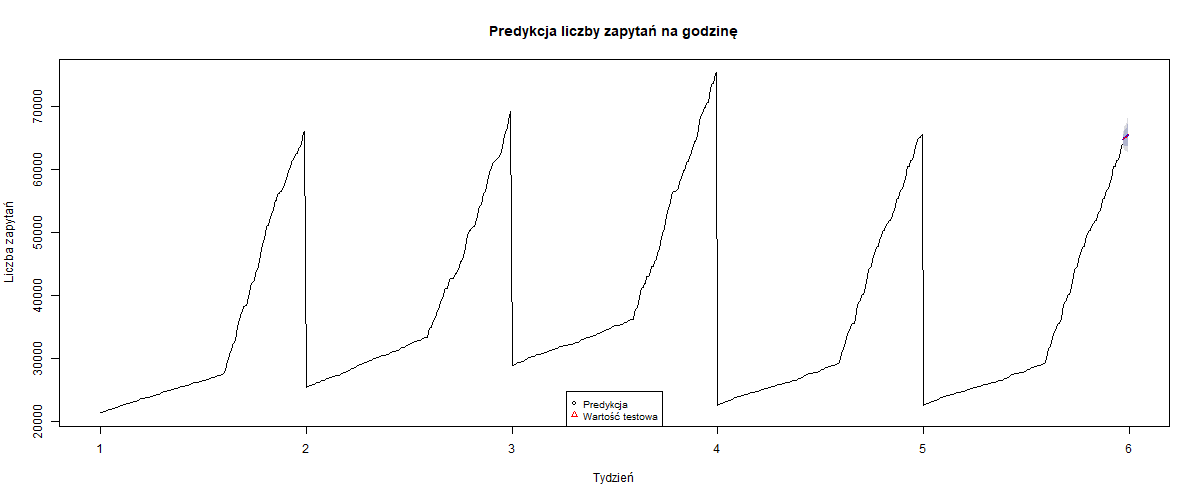 Predykcja liczby zapytań na godzinę
Liczba zapytań
70000
60000
50000
40000
30000
20000
Predykcja
Wartość testowa
1 2 3 4 5 6
Tydzień